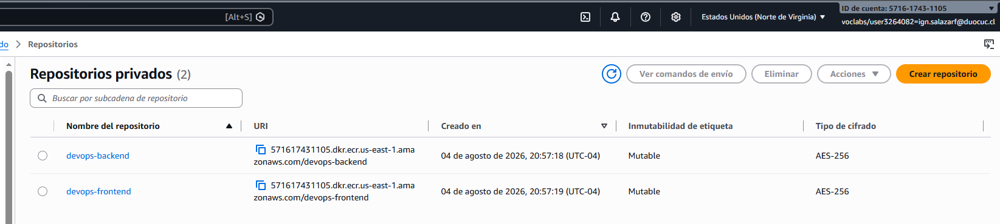 [Alt+S]
Estados Unidos (Norte de Virginia)
ID de cuenta: 5716-1743-1105
voclabs/user3264082=ign.salazarf@duocuc.cl
do > Repositorios
Repositorios privados (2)
Ver comandos de envío
Eliminar
Acciones
Crear repositorio
Buscar por subcadena de repositorio
Nombre del repositorio
URI
Creado en
Inmutabilidad de etiqueta
Tipo de cifrado
devops-backend
571617431105.dkr.ecr.us-east-1.ama
zonaws.com/devops-backend
04 de agosto de 2026, 20:57:18 (UTC-04)
Mutable
AES-256
devops-frontend
571617431105.dkr.ecr.us-east-1.ama
zonaws.com/devops-frontend
04 de agosto de 2026, 20:57:19 (UTC-04)
Mutable
AES-256